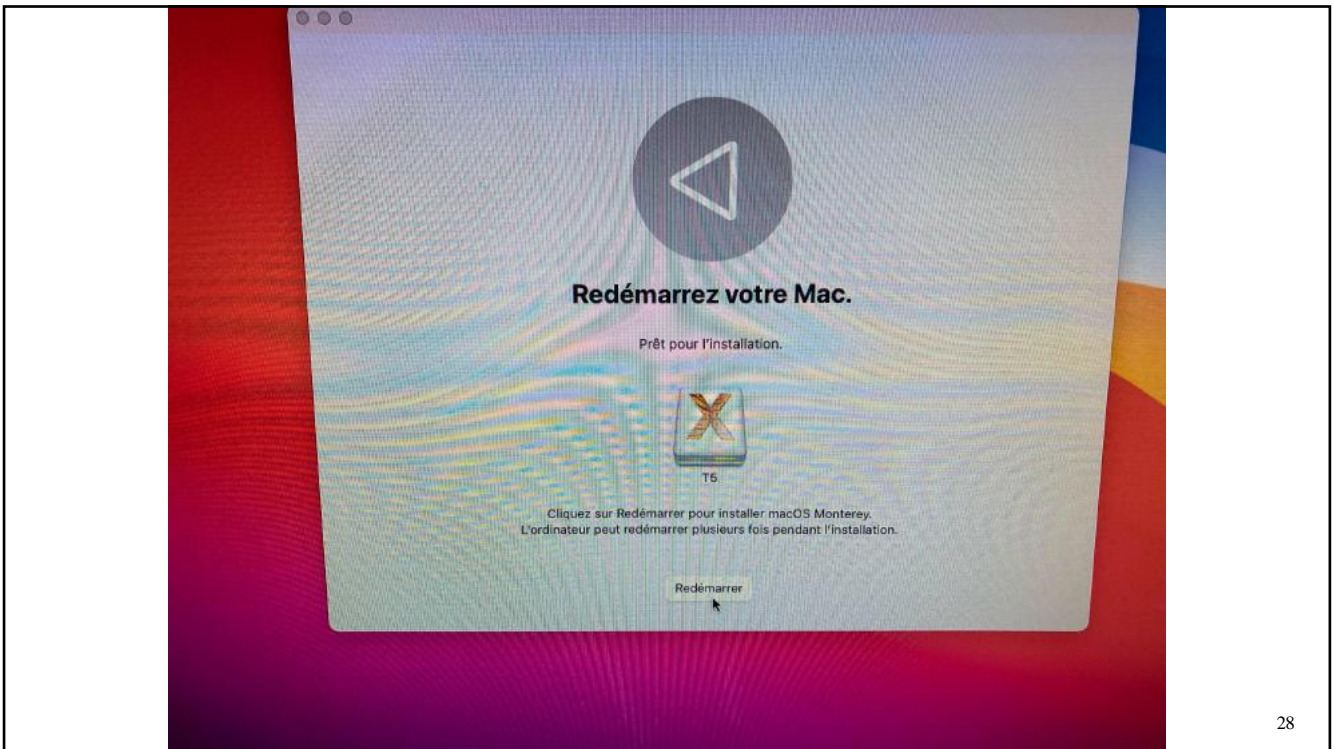 Redémarrez votre Mac.
Prêt pour l'installation.
X
T5
Cliquez sur Redémarrer pour installer macOS Monterey.
L'ordinateur peut redémarrer plusieurs fois pendant l'installation.
Redémarrer
28